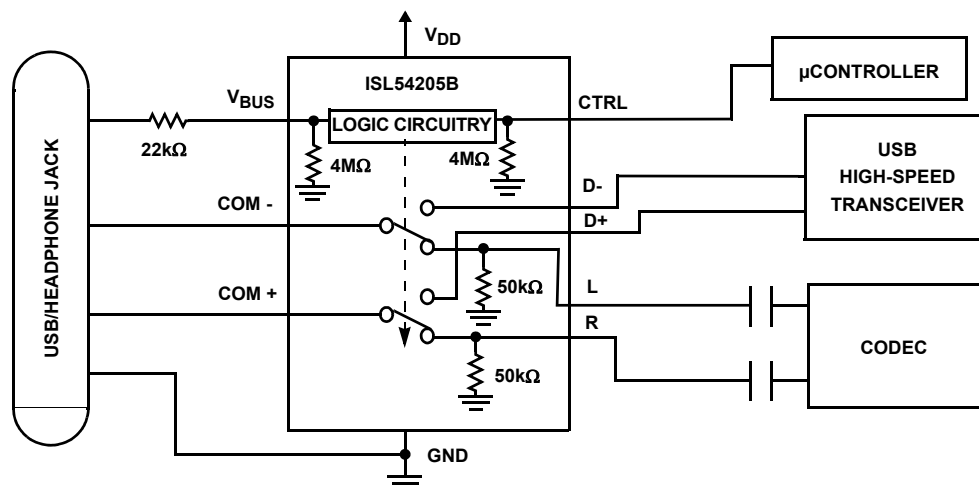 V_DD
ISL54205B
µCONTROLLER
V_BUS
CTRL
LOGIC CIRCUITRY
22kΩ
4MΩ
4MΩ
USB
HIGH-SPEED
TRANSCEIVER
D-
COM -
D+
USB/HEADPHONE JACK
50kΩ
L
COM +
R
CODEC
50kΩ
GND